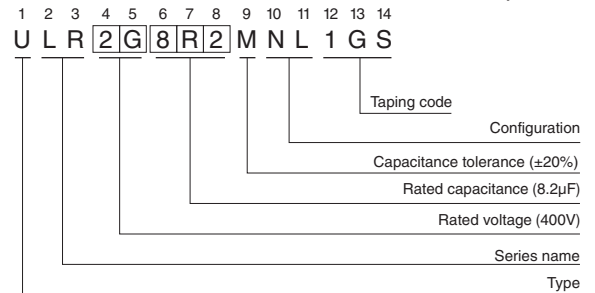 1 2 3 4 5 6 7 8 9 10 11 12 13 14
U L R 2 G 8 R 2 M N L 1 G S
Taping code
Configuration
Capacitance tolerance (±20%)
Rated capacitance (8.2µF)
Rated voltage (400V)
Series name
Type